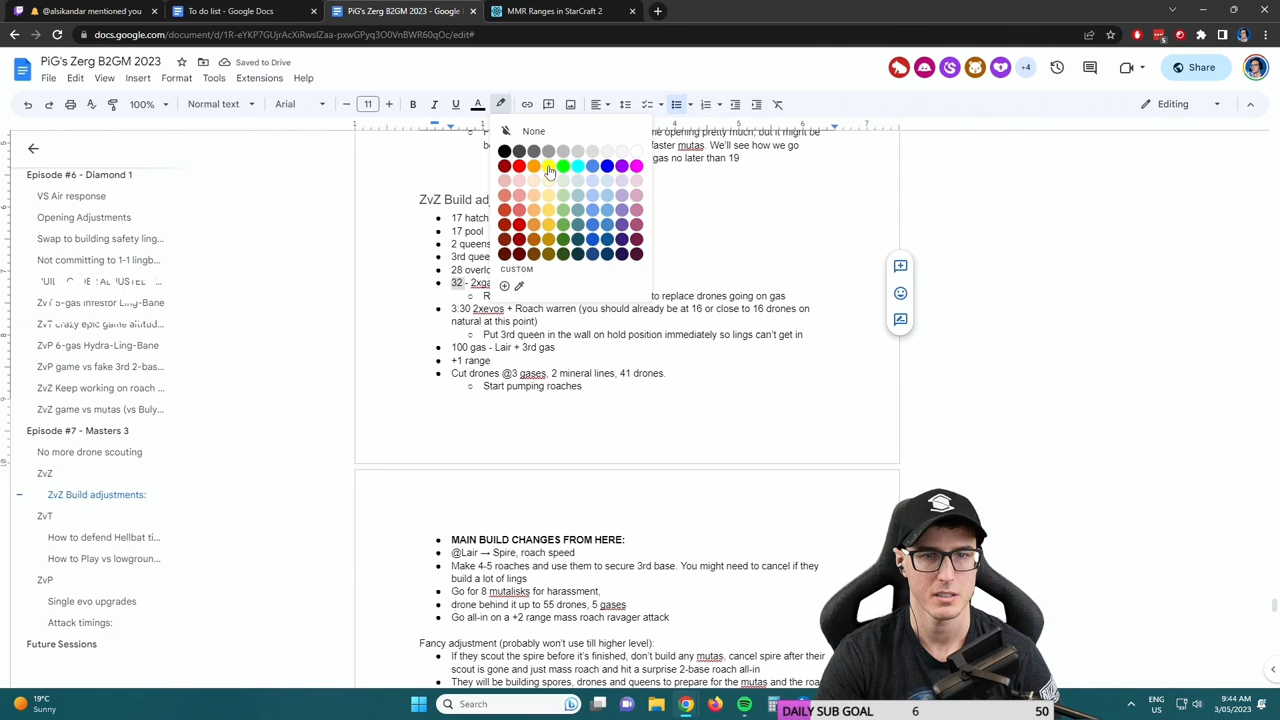 @alsikandar mentioned you
To do list - Google Docs
PiG's Zerg B2GM 2023 - Google
MMR Ranges in StarCraft 2
docs.google.com/document/d/1R-eYKP7GUjrAcXiRwsIZaa-pxwGPyq3O0VnBWR60qOc/edit#
PiG's Zerg B2GM 2023
Saved to Drive
File Edit View Insert Format Tools Extensions Help
+4
Share
100%
Normal text
Arial
11
Editing
None
CUSTOM
Episode #6 - Diamond 1
VS Air response
Opening Adjustments
Swap to building safety ling...
Not committing to 1-1 lingb...
ZvT 5-gas Infestor Ling-Bane
ZvT crazy epic game altitud...
ZvP 6-gas Hydra-Ling-Bane
ZvP game vs fake 3rd 2-bas...
ZvZ Keep working on roach ...
ZvZ game vs mutas (vs Buly...
Episode #7 - Masters 3
No more drone scouting
ZvZ
ZvZ Build adjustments:
ZvT
How to defend Hellbat ti...
How to Play vs lowgroun...
ZvP
Single evo upgrades
Attack timings:
Future Sessions
me opening pretty much, but it might be
faster mutas. We'll see how we go
gas no later than 19
ZvZ Build ad
17 hatch
17 pool
2 queens
3rd quee
28 overlo
32 - 2xga
to replace drones going on gas
3:30 2xevos + Roach warren (you should already be at 16 or close to 16 drones on
natural at this point)
Put 3rd queen in the wall on hold position immediately so lings can't get in
100 gas - Lair + 3rd gas
+1 range
Cut drones @3 gases, 2 mineral lines, 41 drones.
Start pumping roaches
MAIN BUILD CHANGES FROM HERE:
@Lair → Spire, roach speed
Make 4-5 roaches and use them to secure 3rd base. You might need to cancel if they
build a lot of lings
Go for 8 mutalisks for harassment,
drone behind it up to 55 drones, 5 gases
Go all-in on a +2 range mass roach ravager attack
Fancy adjustment (probably won't use till higher level):
If they scout the spire before it's finished, don't build any mutas, cancel spire after their
scout is gone and just mass roach and hit a surprise 2-base roach all-in
They will be building spores, drones and queens to prepare for the mutas and the roa
19°C
Sunny
Search
ENG
US
9:44 AM
3/05/2023
DAILY SUB GOAL 6 50